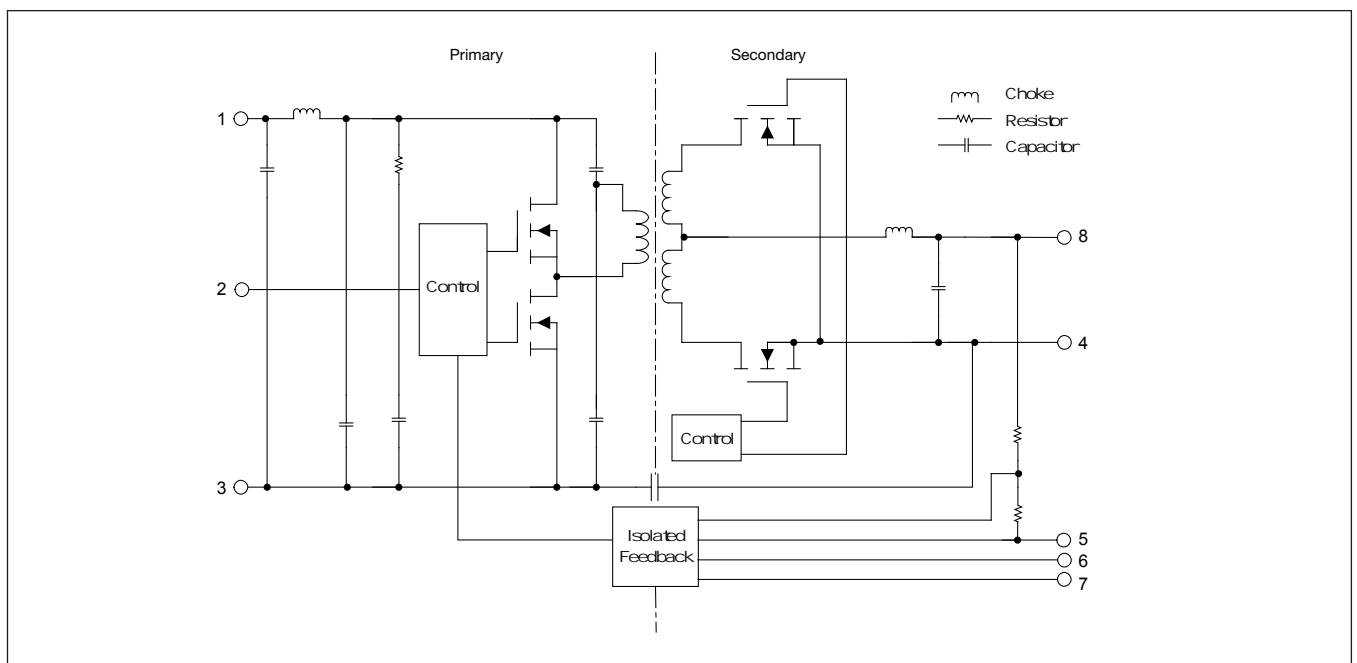 Primary
Secondary
Choke
Resistor
Capacitor
1
2
3
Control
8
4
Control
Isolated
Feedback
5
6
7